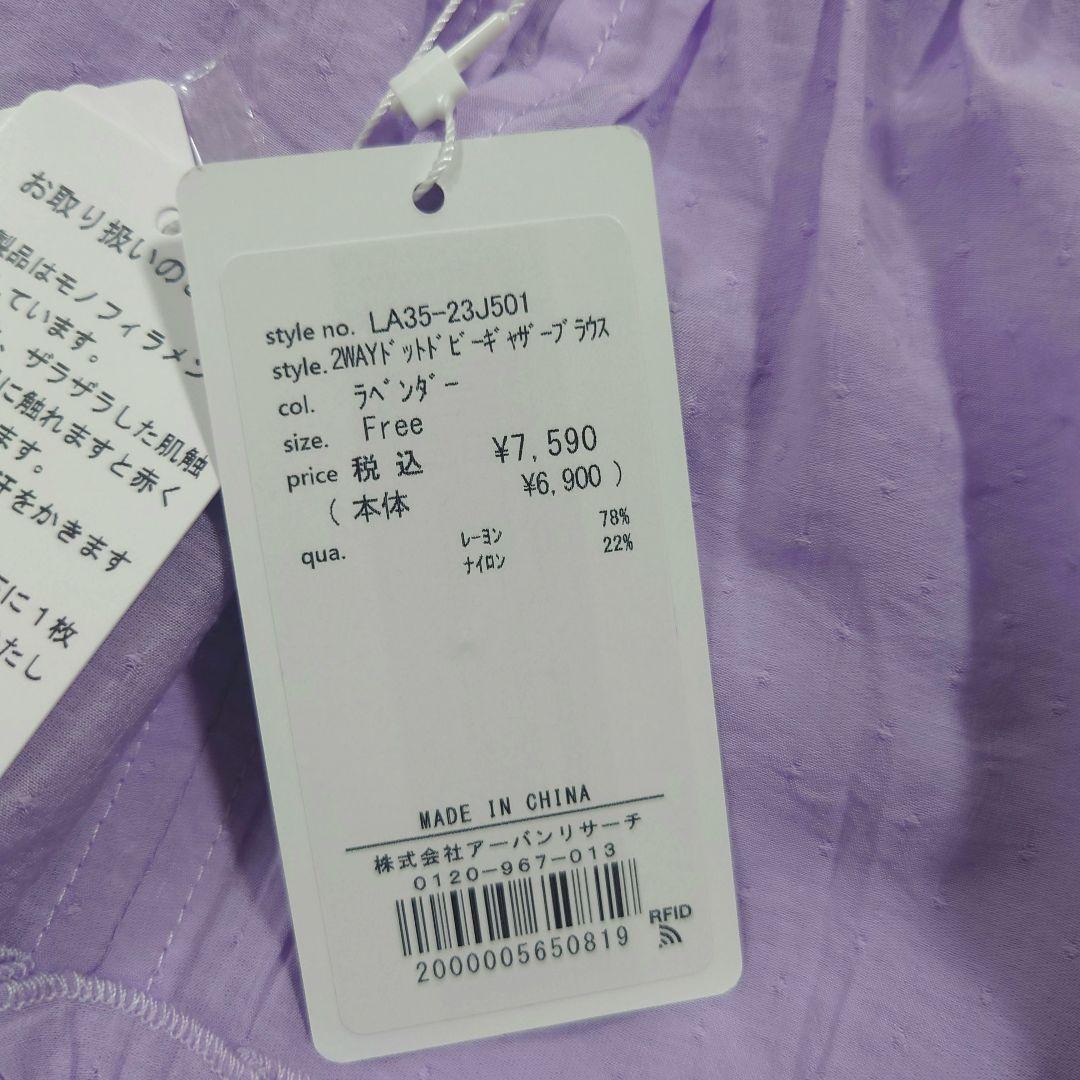 お取り扱いの
製品はモノフィラメン
ています。
ザラザラした肌触
に触れますと赤く
ます。
汗をかきます
に1枚
たし
style no. LA35-23J501
style. 2WAYﾄﾞｯﾄﾄﾞﾋﾞｰｷﾞｬｻﾞｰﾌﾞﾗｳｽ
col. ﾗﾍﾞﾝﾀﾞｰ
size. Free
price 税込 ¥7,590
(本体 ¥6,900)
qua. ﾚｰﾖﾝ 78%
ﾅｲﾛﾝ 22%
MADE IN CHINA
株式会社アーバンリサーチ
0120-967-013
RFID
2000005650819